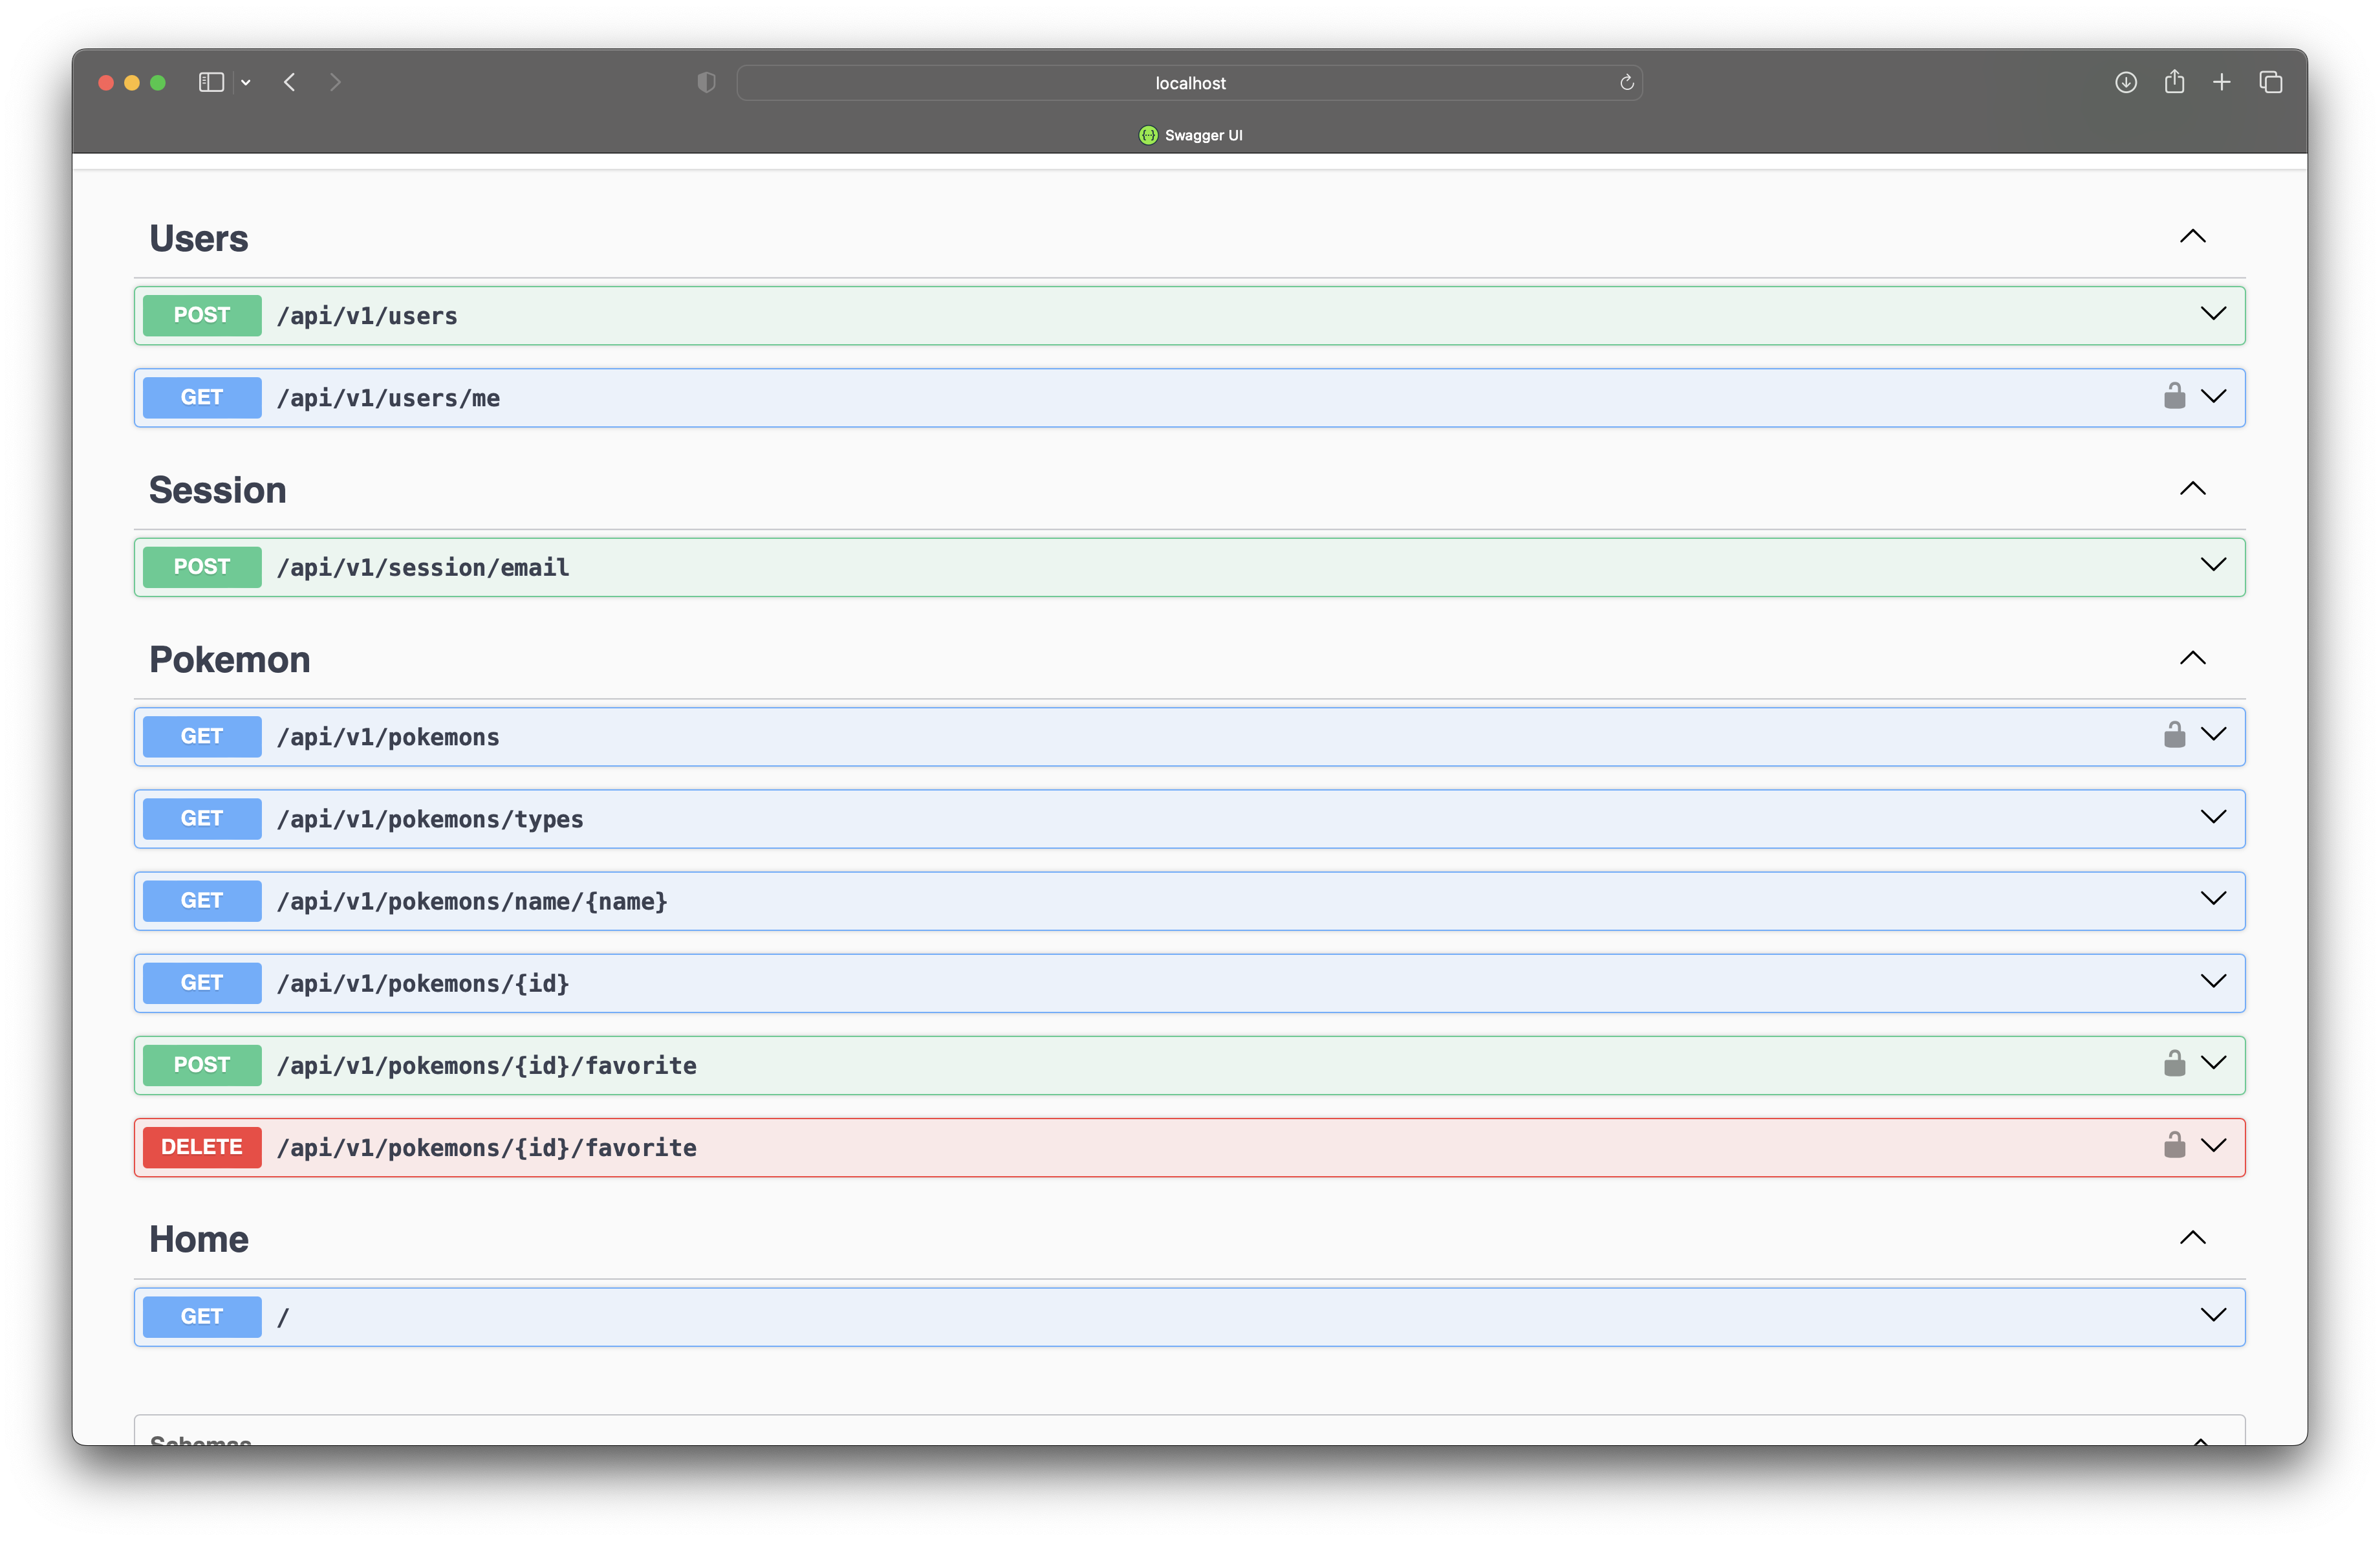 localhost
Swagger UI
Users
POST /api/v1/users
GET /api/v1/users/me
Session
POST /api/v1/session/email
Pokemon
GET /api/v1/pokemons
GET /api/v1/pokemons/types
GET /api/v1/pokemons/name/{name}
GET /api/v1/pokemons/{id}
POST /api/v1/pokemons/{id}/favorite
DELETE /api/v1/pokemons/{id}/favorite
Home
GET /
Schemas